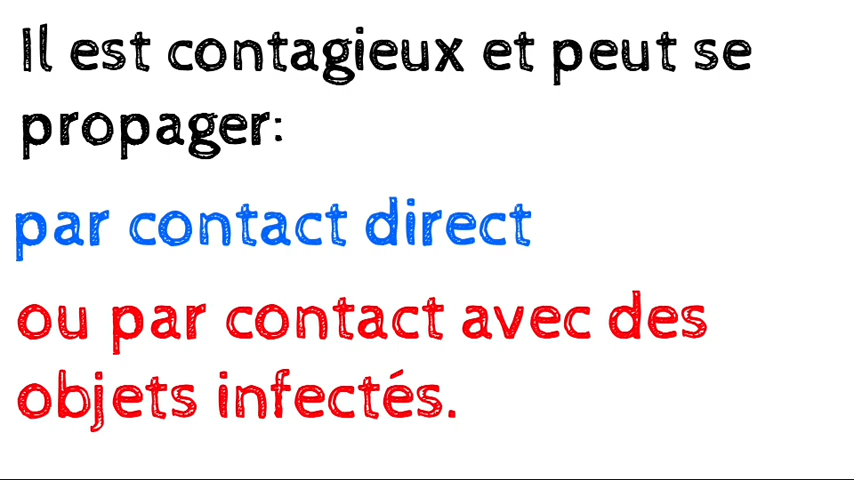 Il est contagieux et peut se
propager:
par contact direct
ou par contact avec des
objets infectés.